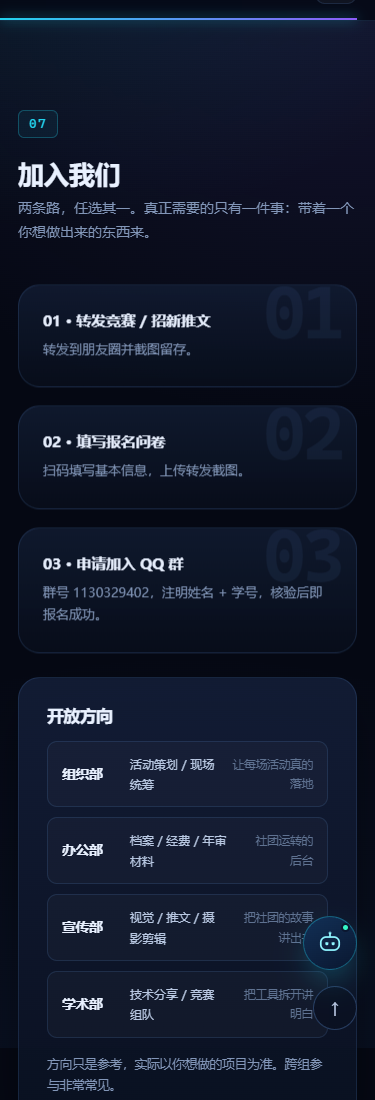 07
加入我们
两条路，任选其一。真正需要的只有一件事：带着一个
你想做出来的东西来。
01
01 • 转发竞赛 / 招新推文
转发到朋友圈并截图留存。
02
02 • 填写报名问卷
扫码填写基本信息，上传转发截图。
03
03 • 申请加入 QQ 群
群号 1130329402，注明姓名 + 学号，核验后即
报名成功。
开放方向
组织部
活动策划 / 现场
统筹
让每场活动真的
落地
办公部
档案 / 经费 / 年审
材料
社团运转的
后台
宣传部
视觉 / 推文 / 摄
影剪辑
把社团的故事
讲出
学术部
技术分享 / 竞赛
组队
把工具拆开讲
明白
↑
方向只是参考，实际以你想做的项目为准。跨组参
与非常常见。